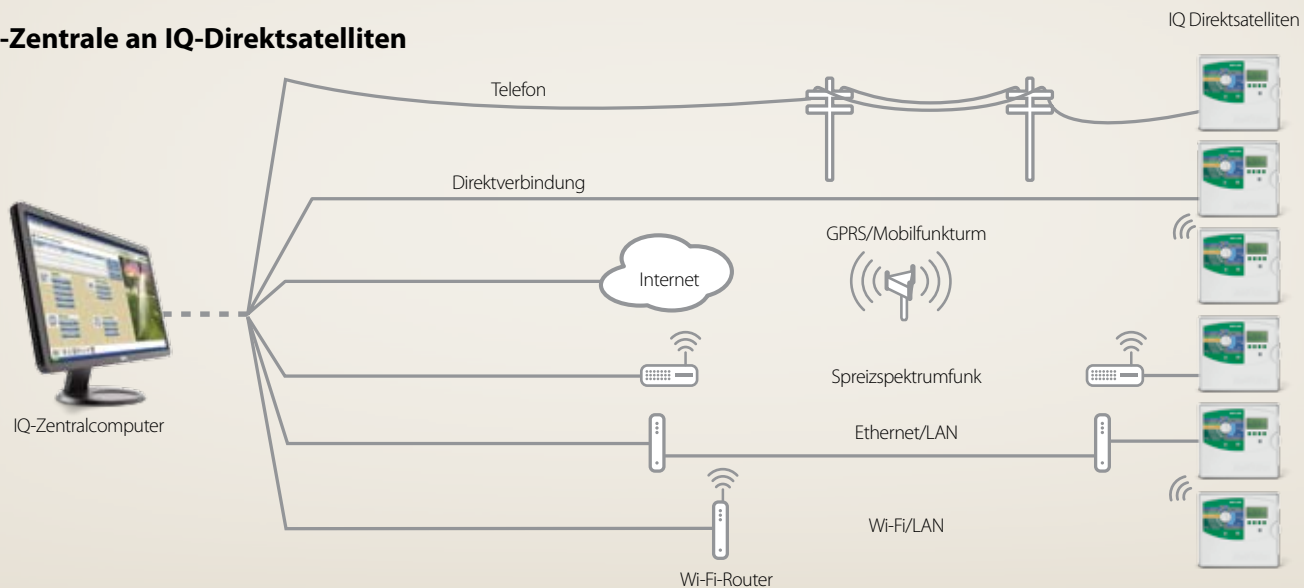 IQ Direktsatelliten
-Zentrale an IQ-Direktsatelliten
Telefon
Direktverbindung
GPRS/Mobilfunkturm
Internet
Spreizspektrumfunk
IQ-Zentralcomputer
Ethernet/LAN
Wi-Fi/LAN
Wi-Fi-Router